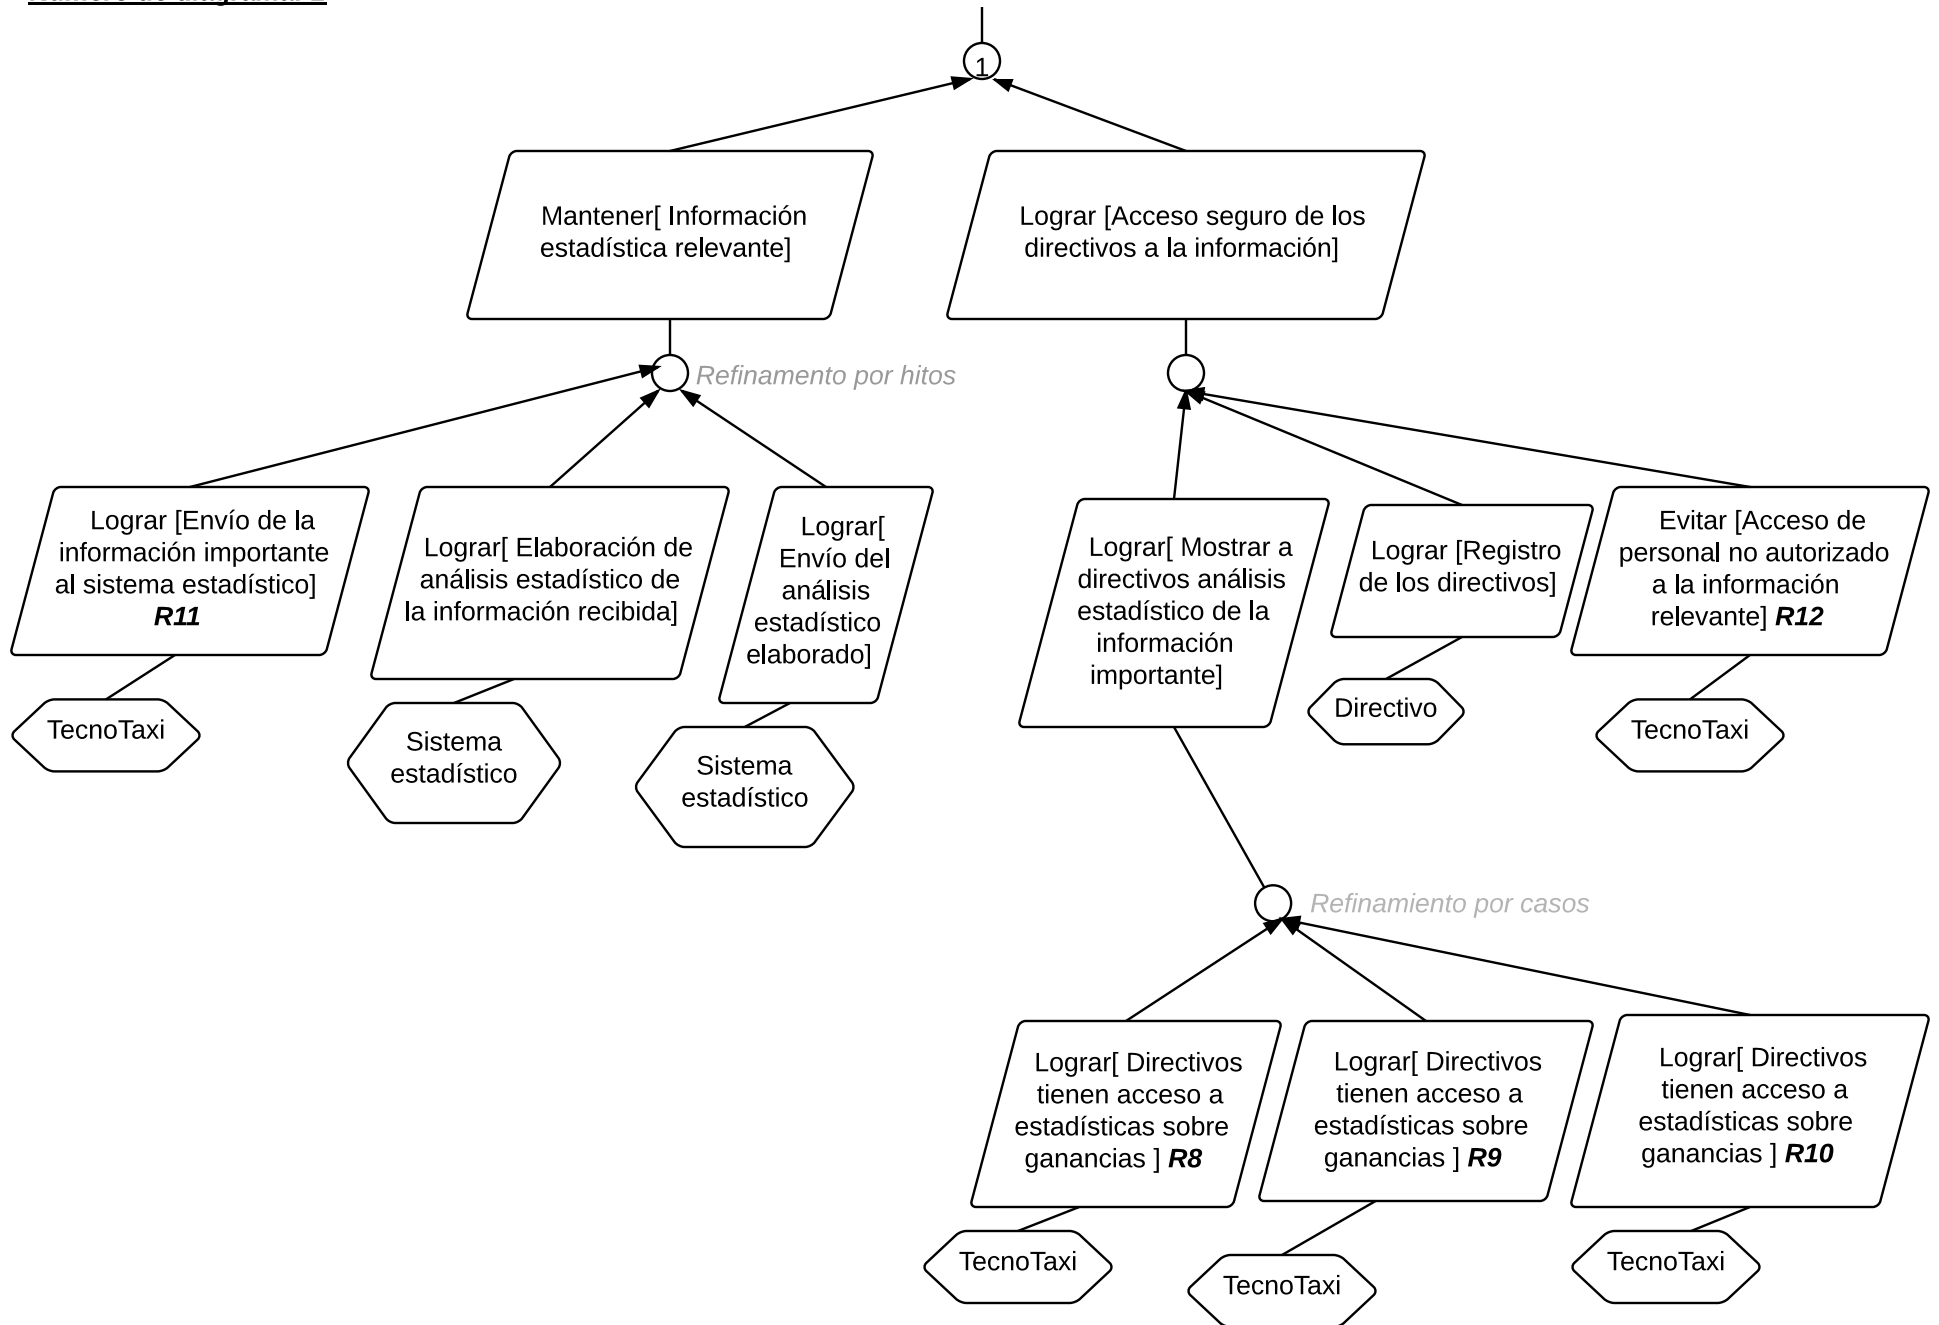 1
Mantener[ Información
estadística relevante]
Lograr [Acceso seguro de los
directivos a la información]
Refinamento por hitos
Lograr [Envío de la
información importante
al sistema estadístico]
R11
Lograr[ Elaboración de
análisis estadístico de
la información recibida]
Lograr[
Envío del
análisis
estadístico
elaborado]
Lograr[ Mostrar a
directivos análisis
estadístico de la
información
importante]
Lograr [Registro
de los directivos]
Evitar [Acceso de
personal no autorizado
a la información
relevante] R12
TecnoTaxi
Sistema
estadístico
Sistema
estadístico
Directivo
TecnoTaxi
Refinamiento por casos
Lograr[ Directivos
tienen acceso a
estadísticas sobre
ganancias ] R8
Lograr[ Directivos
tienen acceso a
estadísticas sobre
ganancias ] R9
Lograr[ Directivos
tienen acceso a
estadísticas sobre
ganancias ] R10
TecnoTaxi
TecnoTaxi
TecnoTaxi